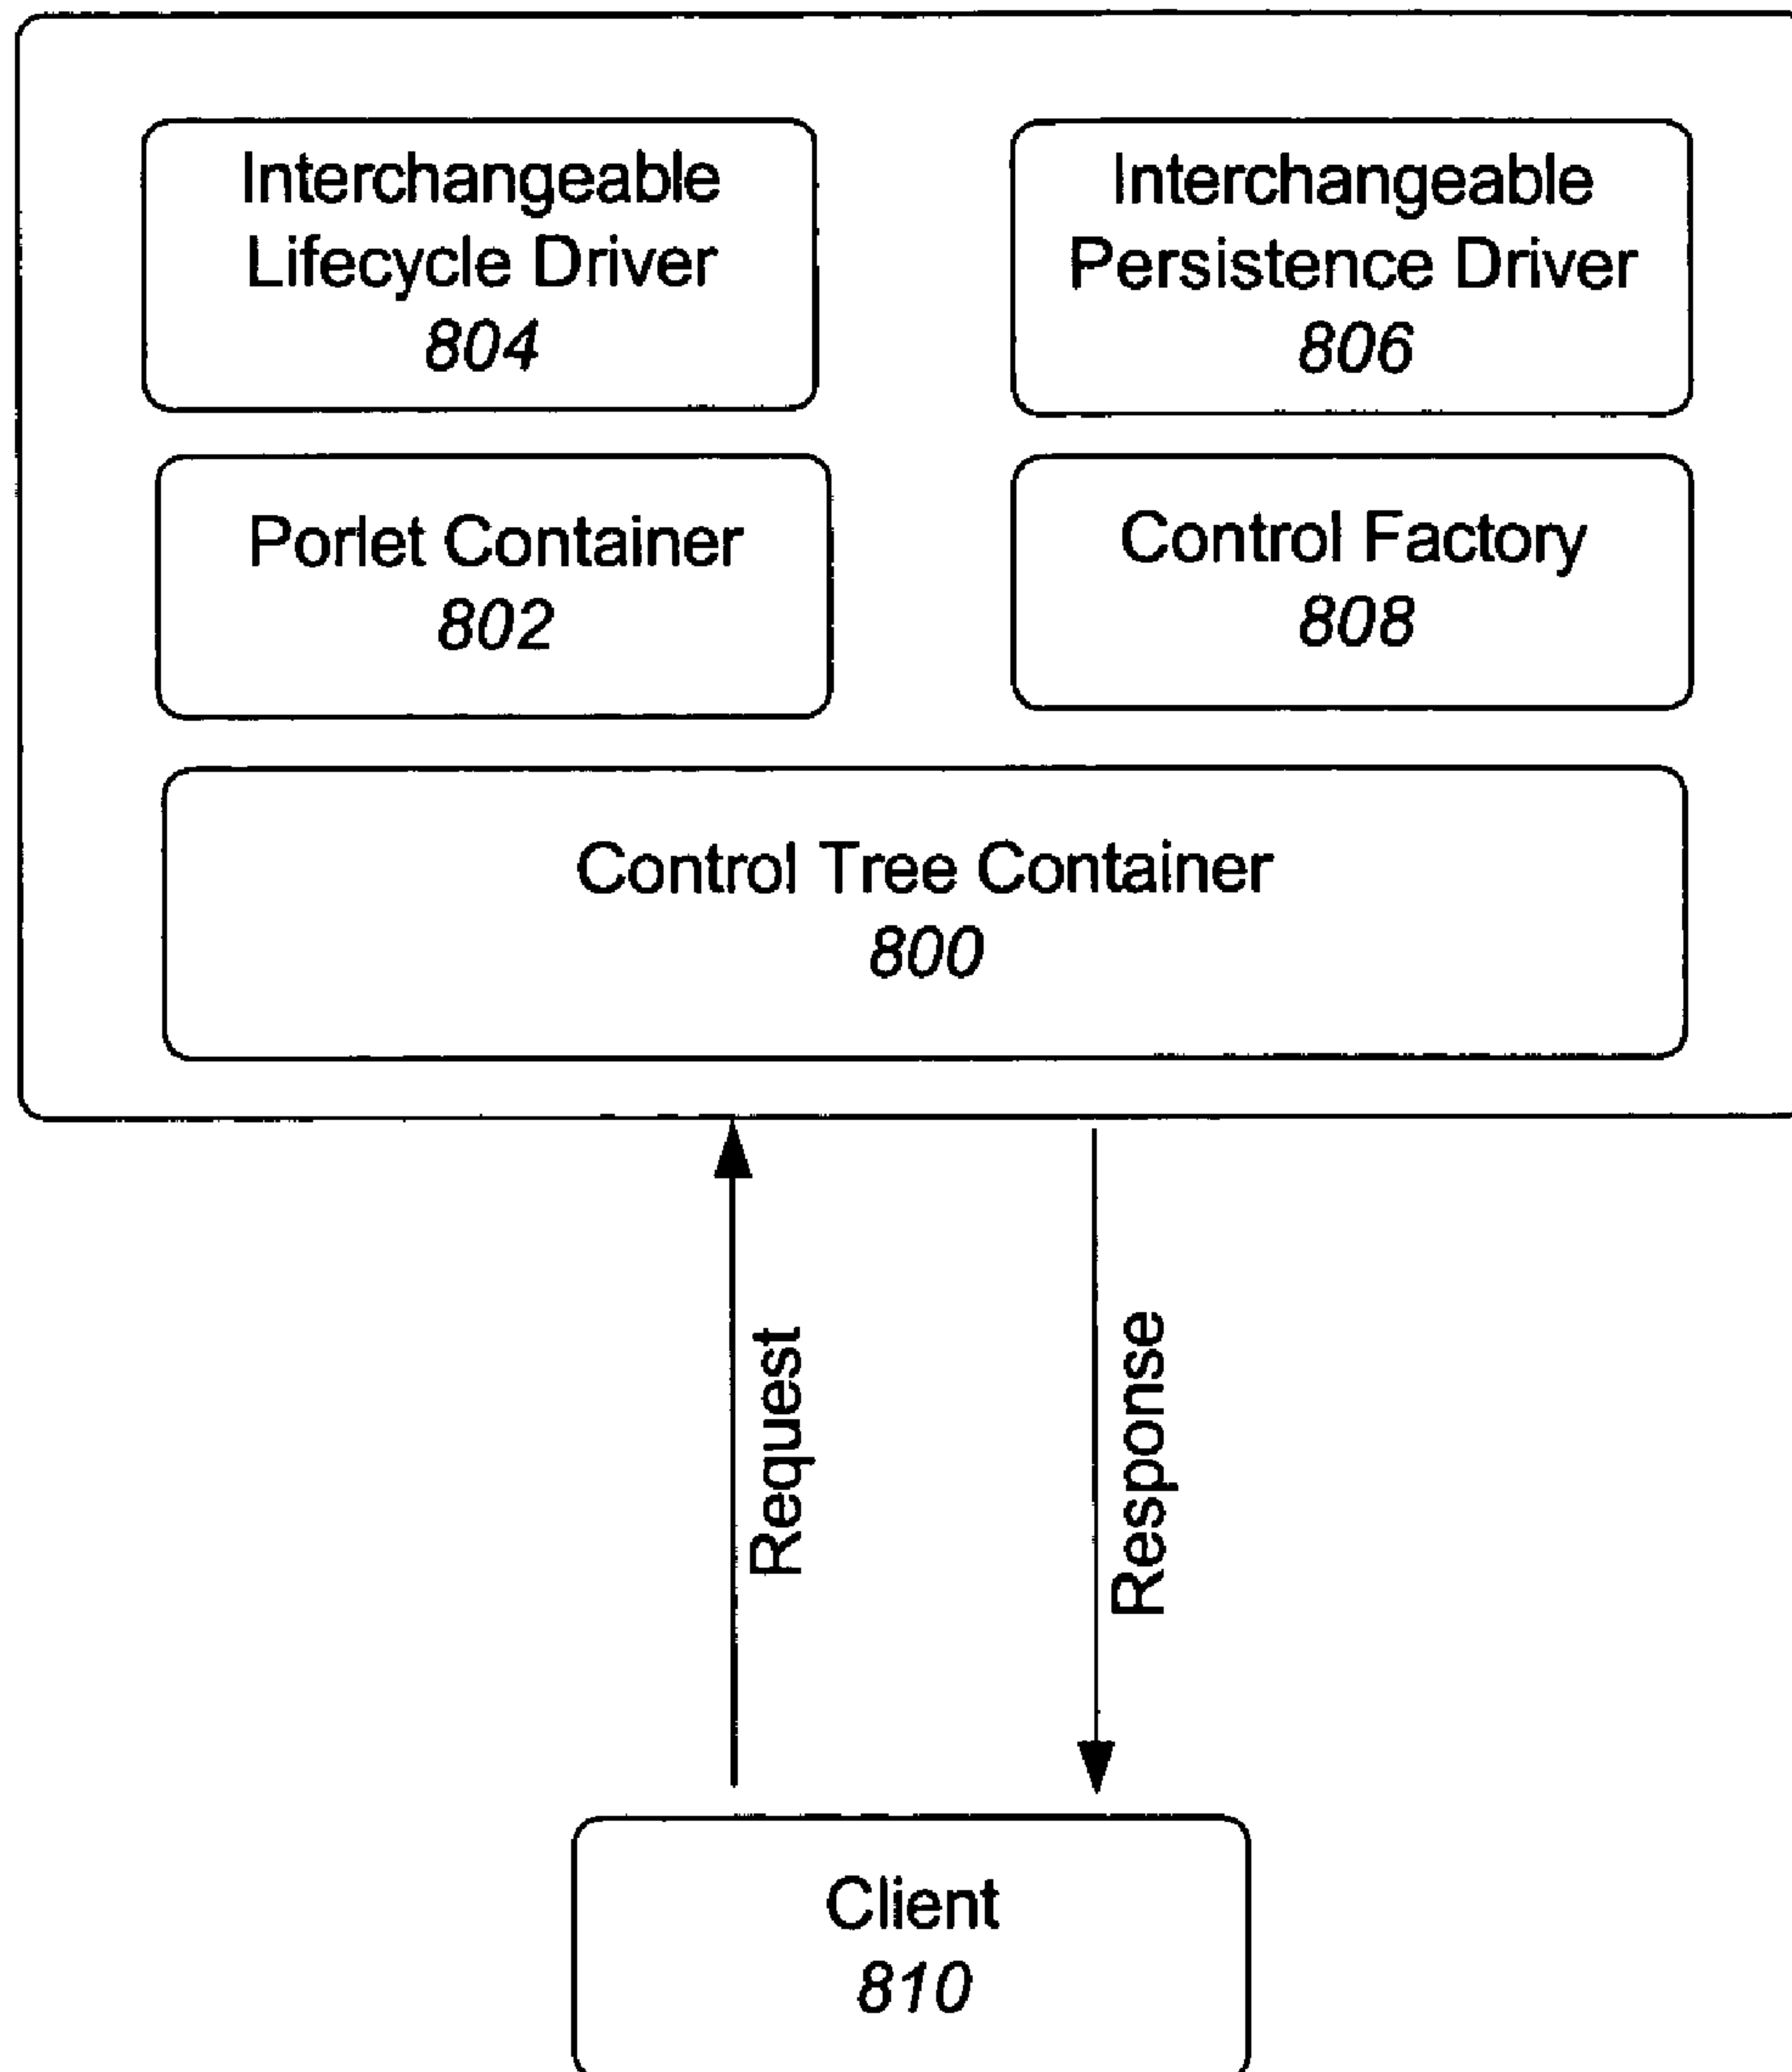 Interchangeable
Lifecycle Driver
804
Interchangeable
Persistence Driver
806
Porlet Container
802
Control Factory
808
Control Tree Container
800
Request
Response
Client
810